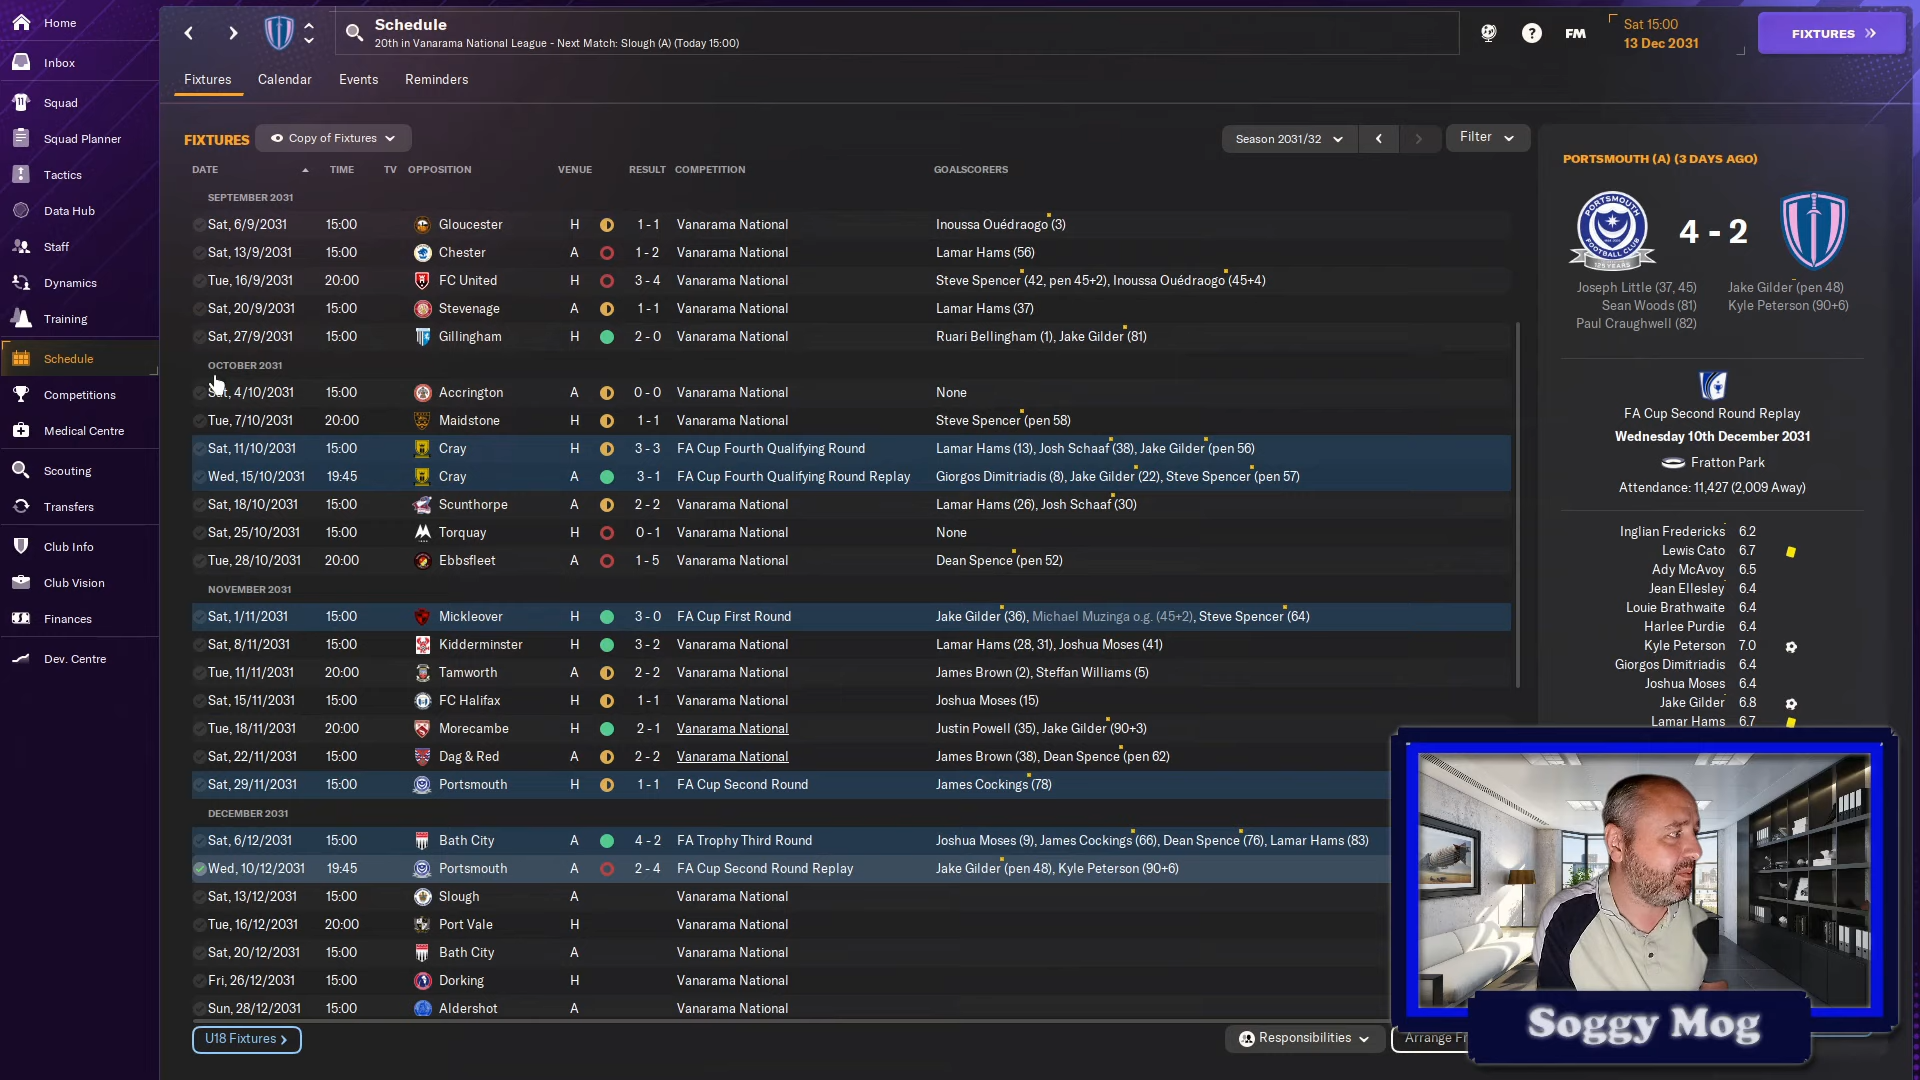 Home
Inbox
Squad
Squad Planner
Tactics
Data Hub
Staff
Dynamics
Training
Schedule
Competitions
Medical Centre
Scouting
Transfers
Club Info
Club Vision
Finances
Dev. Centre
Schedule
20th in Vanarama National League - Next Match: Slough (A) (Today 15:00)
FM
Sat 15:00
13 Dec 2031
FIXTURES
Fixtures Calendar Events Reminders
FIXTURES Copy of Fixtures Season 2031/32 Filter
DATE TIME TV OPPOSITION VENUE RESULT COMPETITION GOALSCORERS
SEPTEMBER 2031
Sat, 6/9/2031 15:00 Gloucester H 1 - 1 Vanarama National Inoussa Ouédraogo (3)
Sat, 13/9/2031 15:00 Chester A 1 - 2 Vanarama National Lamar Hams (56)
Tue, 16/9/2031 20:00 FC United H 3 - 4 Vanarama National Steve Spencer (42, pen 45+2), Inoussa Ouédraogo (45+4)
Sat, 20/9/2031 15:00 Stevenage A 1 - 1 Vanarama National Lamar Hams (37)
Sat, 27/9/2031 15:00 Gillingham H 2 - 0 Vanarama National Ruari Bellingham (1), Jake Gilder (81)
OCTOBER 2031
Sat, 4/10/2031 15:00 Accrington A 0 - 0 Vanarama National None
Tue, 7/10/2031 20:00 Maidstone H 1 - 1 Vanarama National Steve Spencer (pen 58)
Sat, 11/10/2031 15:00 Cray H 3 - 3 FA Cup Fourth Qualifying Round Lamar Hams (13), Josh Schaaf (38), Jake Gilder (pen 56)
Wed, 15/10/2031 19:45 Cray A 3 - 1 FA Cup Fourth Qualifying Round Replay Giorgos Dimitriadis (8), Jake Gilder (22), Steve Spencer (pen 57)
Sat, 18/10/2031 15:00 Scunthorpe A 2 - 2 Vanarama National Lamar Hams (26), Josh Schaaf (30)
Sat, 25/10/2031 15:00 Torquay H 0 - 1 Vanarama National None
Tue, 28/10/2031 20:00 Ebbsfleet A 1 - 5 Vanarama National Dean Spence (pen 52)
NOVEMBER 2031
Sat, 1/11/2031 15:00 Mickleover H 3 - 0 FA Cup First Round Jake Gilder (36), Michael Muzinga o.g. (45+2), Steve Spencer (64)
Sat, 8/11/2031 15:00 Kidderminster H 3 - 2 Vanarama National Lamar Hams (28, 31), Joshua Moses (41)
Tue, 11/11/2031 20:00 Tamworth A 2 - 2 Vanarama National James Brown (2), Steffan Williams (5)
Sat, 15/11/2031 15:00 FC Halifax H 1 - 1 Vanarama National Joshua Moses (15)
Tue, 18/11/2031 20:00 Morecambe H 2 - 1 Vanarama National Justin Powell (35), Jake Gilder (90+3)
Sat, 22/11/2031 15:00 Dag & Red A 2 - 2 Vanarama National James Brown (38), Dean Spence (pen 62)
Sat, 29/11/2031 15:00 Portsmouth H 1 - 1 FA Cup Second Round James Cockings (78)
DECEMBER 2031
Sat, 6/12/2031 15:00 Bath City A 4 - 2 FA Trophy Third Round Joshua Moses (9), James Cockings (66), Dean Spence (76), Lamar Hams (83)
Wed, 10/12/2031 19:45 Portsmouth A 2 - 4 FA Cup Second Round Replay Jake Gilder (pen 48), Kyle Peterson (90+6)
Sat, 13/12/2031 15:00 Slough A Vanarama National
Tue, 16/12/2031 20:00 Port Vale H Vanarama National
Sat, 20/12/2031 15:00 Bath City A Vanarama National
Fri, 26/12/2031 15:00 Dorking H Vanarama National
Sun, 28/12/2031 15:00 Aldershot A Vanarama National
U18 Fixtures Responsibilities Arrange
PORTSMOUTH (A) (3 DAYS AGO)
PORTSMOUTH
FOOTBALL CLUB
4 - 2
Joseph Little (37, 45) Jake Gilder (pen 48)
Sean Woods (81) Kyle Peterson (90+6)
Paul Craughwell (82)
FA Cup Second Round Replay
Wednesday 10th December 2031
Fratton Park
Attendance: 11,427 (2,009 Away)
Inglian Fredericks 6.2
Lewis Cato 6.7
Ady McAvoy 6.5
Jean Ellesley 6.4
Louie Brathwaite 6.4
Harlee Purdie 6.4
Kyle Peterson 7.0
Giorgos Dimitriadis 6.4
Joshua Moses 6.4
Jake Gilder 6.8
Lamar Hams 6.7
Soggy Mog